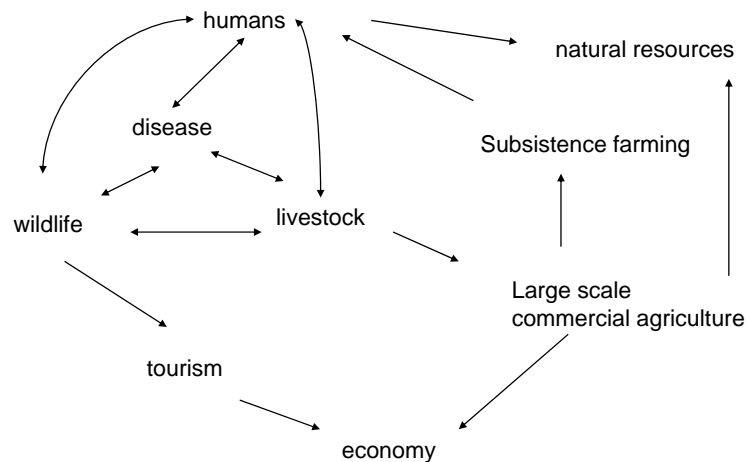 humans
natural resources
disease
Subsistence farming
wildlife
livestock
Large scale
commercial agriculture
tourism
economy